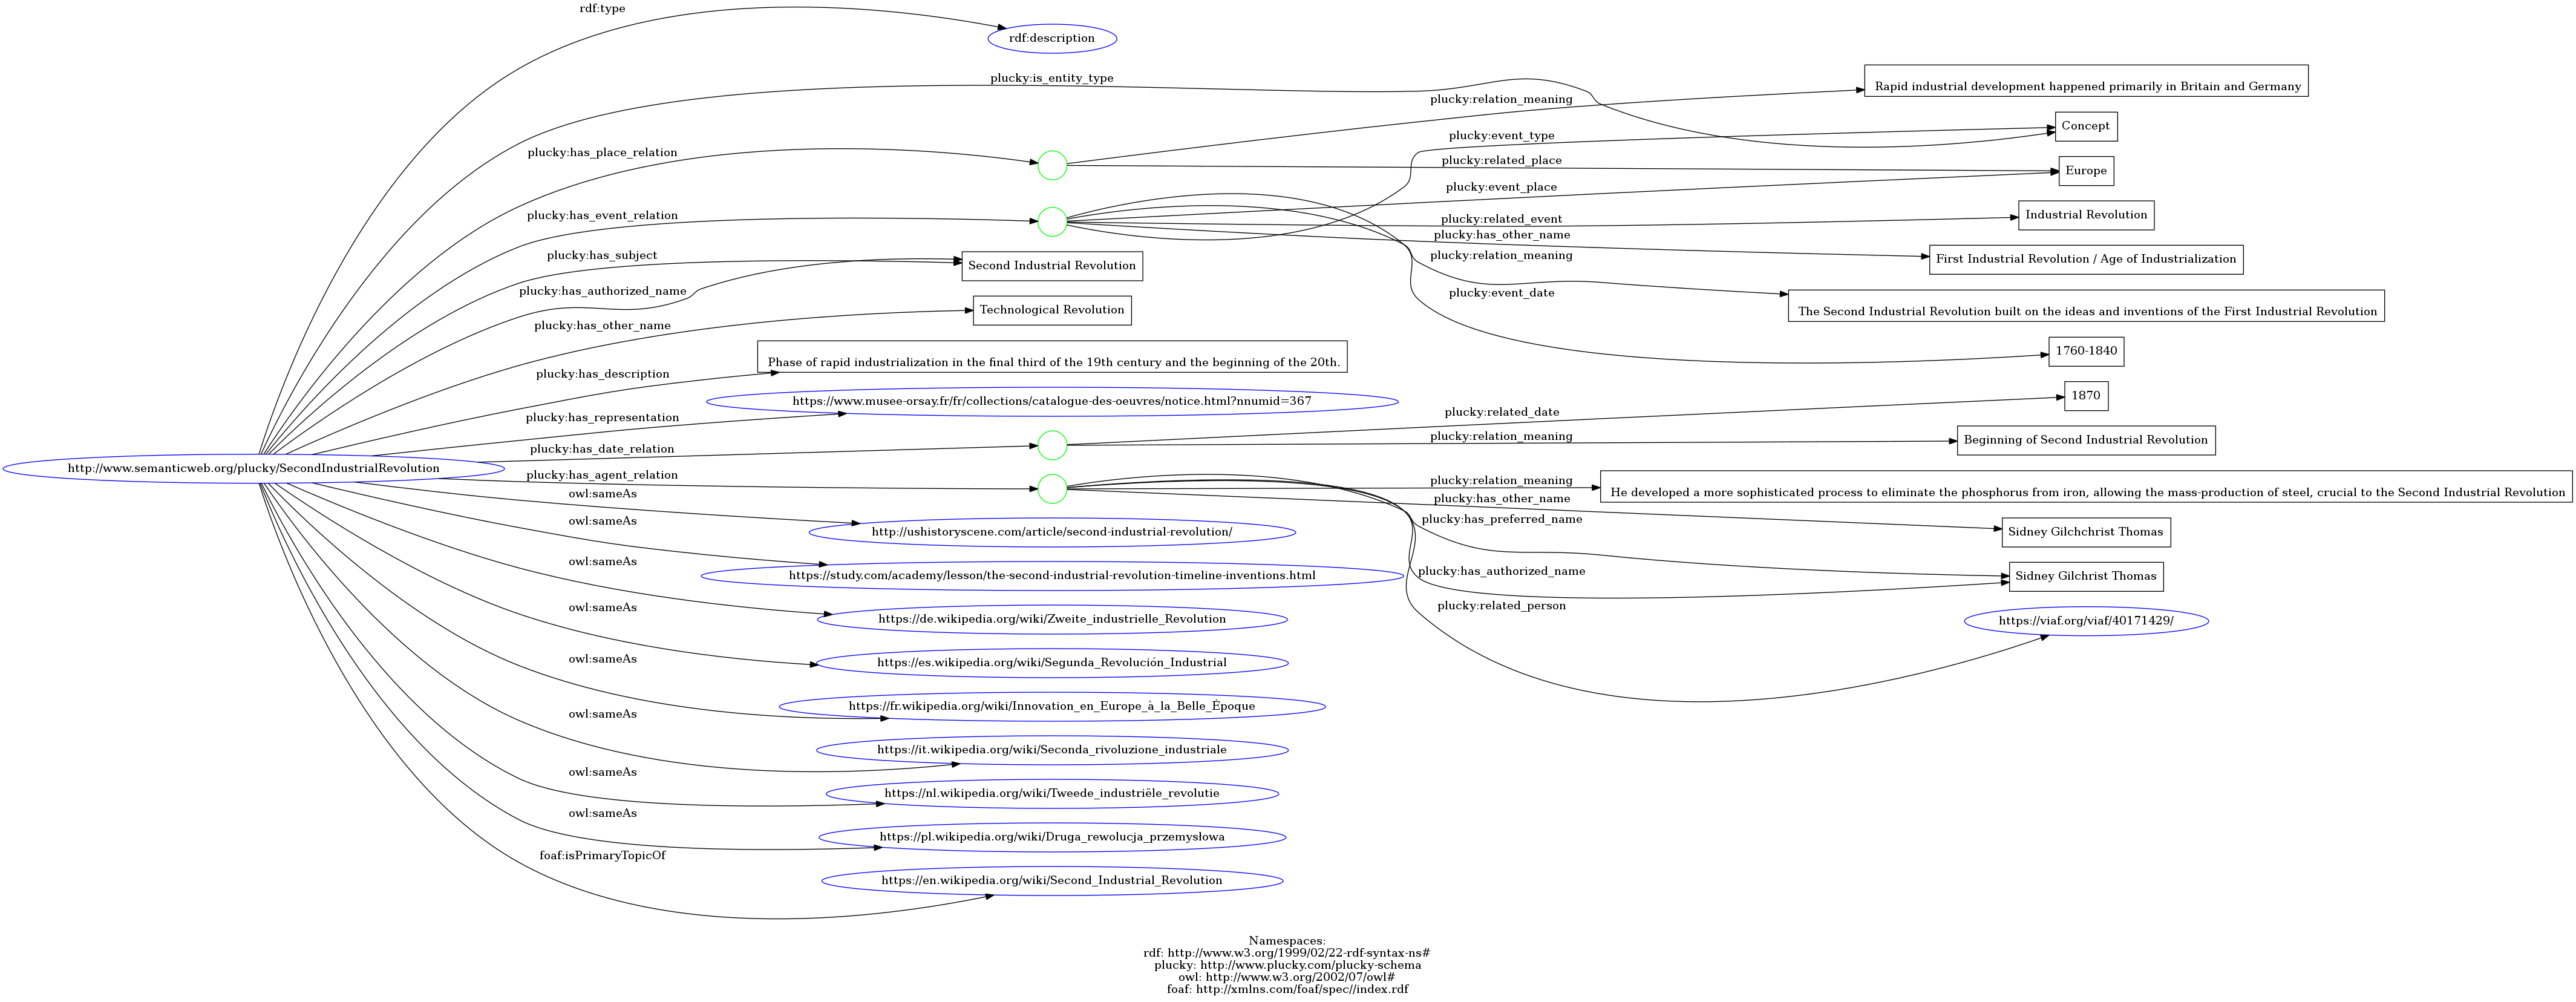 rdf:type
rdf:description
plucky:is_entity_type
Rapid industrial development happened primarily in Britain and Germany
plucky:relation_meaning
Concept
plucky:event_type
plucky:has_place_relation
plucky:related_place
Europe
plucky:event_place
plucky:has_event_relation
plucky:related_event
Industrial Revolution
plucky:has_other_name
plucky:has_subject
plucky:relation_meaning
First Industrial Revolution / Age of Industrialization
Second Industrial Revolution
plucky:has_authorized_name
plucky:event_date
The Second Industrial Revolution built on the ideas and inventions of the First Industrial Revolution
plucky:has_other_name
Technological Revolution
1760-1840
Phase of rapid industrialization in the final third of the 19th century and the beginning of the 20th.
plucky:has_description
https://www.musee-orsay.fr/fr/collections/catalogue-des-oeuvres/notice.html?nnumid=367
1870
plucky:has_representation
plucky:related_date
plucky:has_date_relation
plucky:relation_meaning
Beginning of Second Industrial Revolution
http://www.semanticweb.org/plucky/SecondIndustrialRevolution
plucky:has_agent_relation
plucky:relation_meaning
He developed a more sophisticated process to eliminate the phosphorus from iron, allowing the mass-production of steel, crucial to the Second Industrial Revolution
owl:sameAs
plucky:has_other_name
plucky:has_preferred_name
owl:sameAs
http://ushistoryscene.com/article/second-industrial-revolution/
Sidney Gilchchrist Thomas
owl:sameAs
plucky:has_authorized_name
https://study.com/academy/lesson/the-second-industrial-revolution-timeline-inventions.html
Sidney Gilchrist Thomas
owl:sameAs
plucky:related_person
https://de.wikipedia.org/wiki/Zweite_industrielle_Revolution
https://viaf.org/viaf/40171429/
owl:sameAs
https://es.wikipedia.org/wiki/Segunda_Revolución_Industrial
owl:sameAs
https://fr.wikipedia.org/wiki/Innovation_en_Europe_à_la_Belle_Époque
https://it.wikipedia.org/wiki/Seconda_rivoluzione_industriale
owl:sameAs
https://nl.wikipedia.org/wiki/Tweede_industriële_revolutie
owl:sameAs
https://pl.wikipedia.org/wiki/Druga_rewolucja_przemysłowa
foaf:isPrimaryTopicOf
https://en.wikipedia.org/wiki/Second_Industrial_Revolution
Namespaces:
rdf: http://www.w3.org/1999/02/22-rdf-syntax-ns#
plucky: http://www.plucky.com/plucky-schema
owl: http://www.w3.org/2002/07/owl#
foaf: http://xmlns.com/foaf/spec//index.rdf